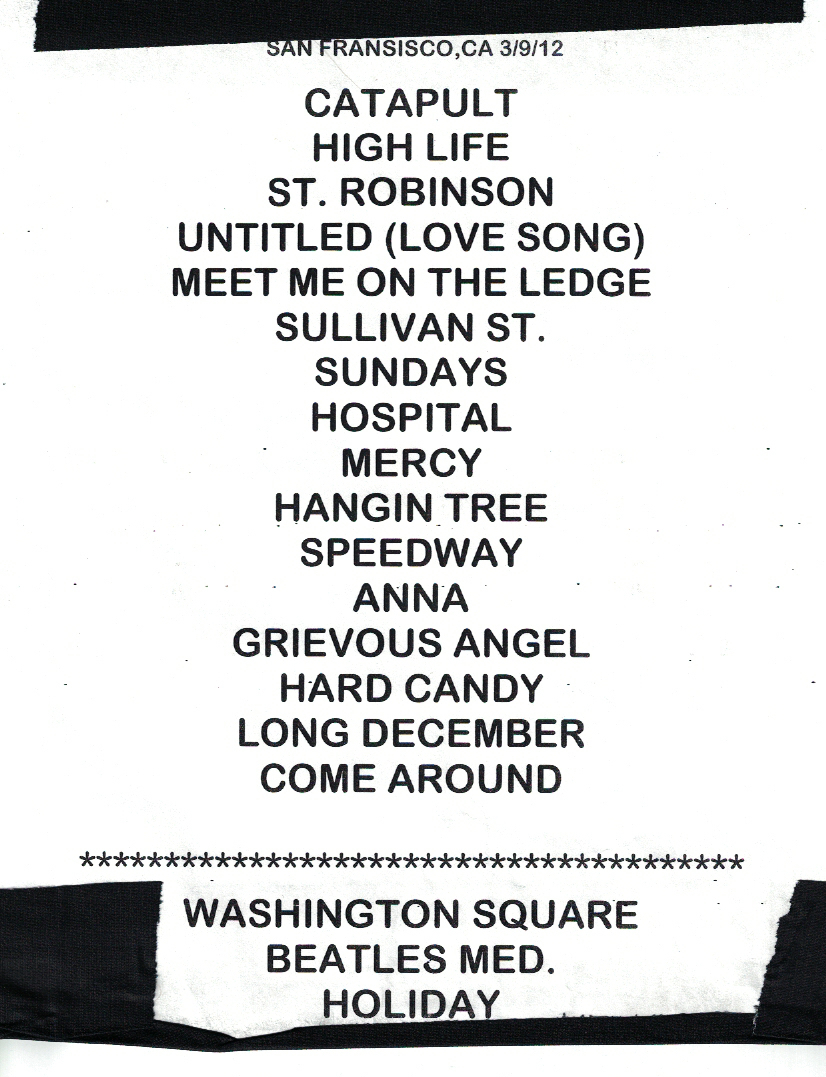 SAN FRANSISCO,CA 3/9/12
CATAPULT
HIGH LIFE
ST. ROBINSON
UNTITLED (LOVE SONG)
MEET ME ON THE LEDGE
SULLIVAN ST.
SUNDAYS
HOSPITAL
MERCY
HANGIN TREE
SPEEDWAY
ANNA
GRIEVOUS ANGEL
HARD CANDY
LONG DECEMBER
COME AROUND
***************************************
WASHINGTON SQUARE
BEATLES MED.
HOLIDAY